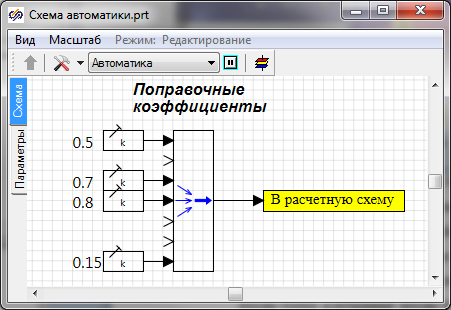 Схема автоматики.prt
Вид Масштаб Режим: Редактирование
Автоматика
Схема
Параметры
Поправочные
коэффициенты
0.5
k
0.7
k
0.8
k
В расчетную схему
0.15
k